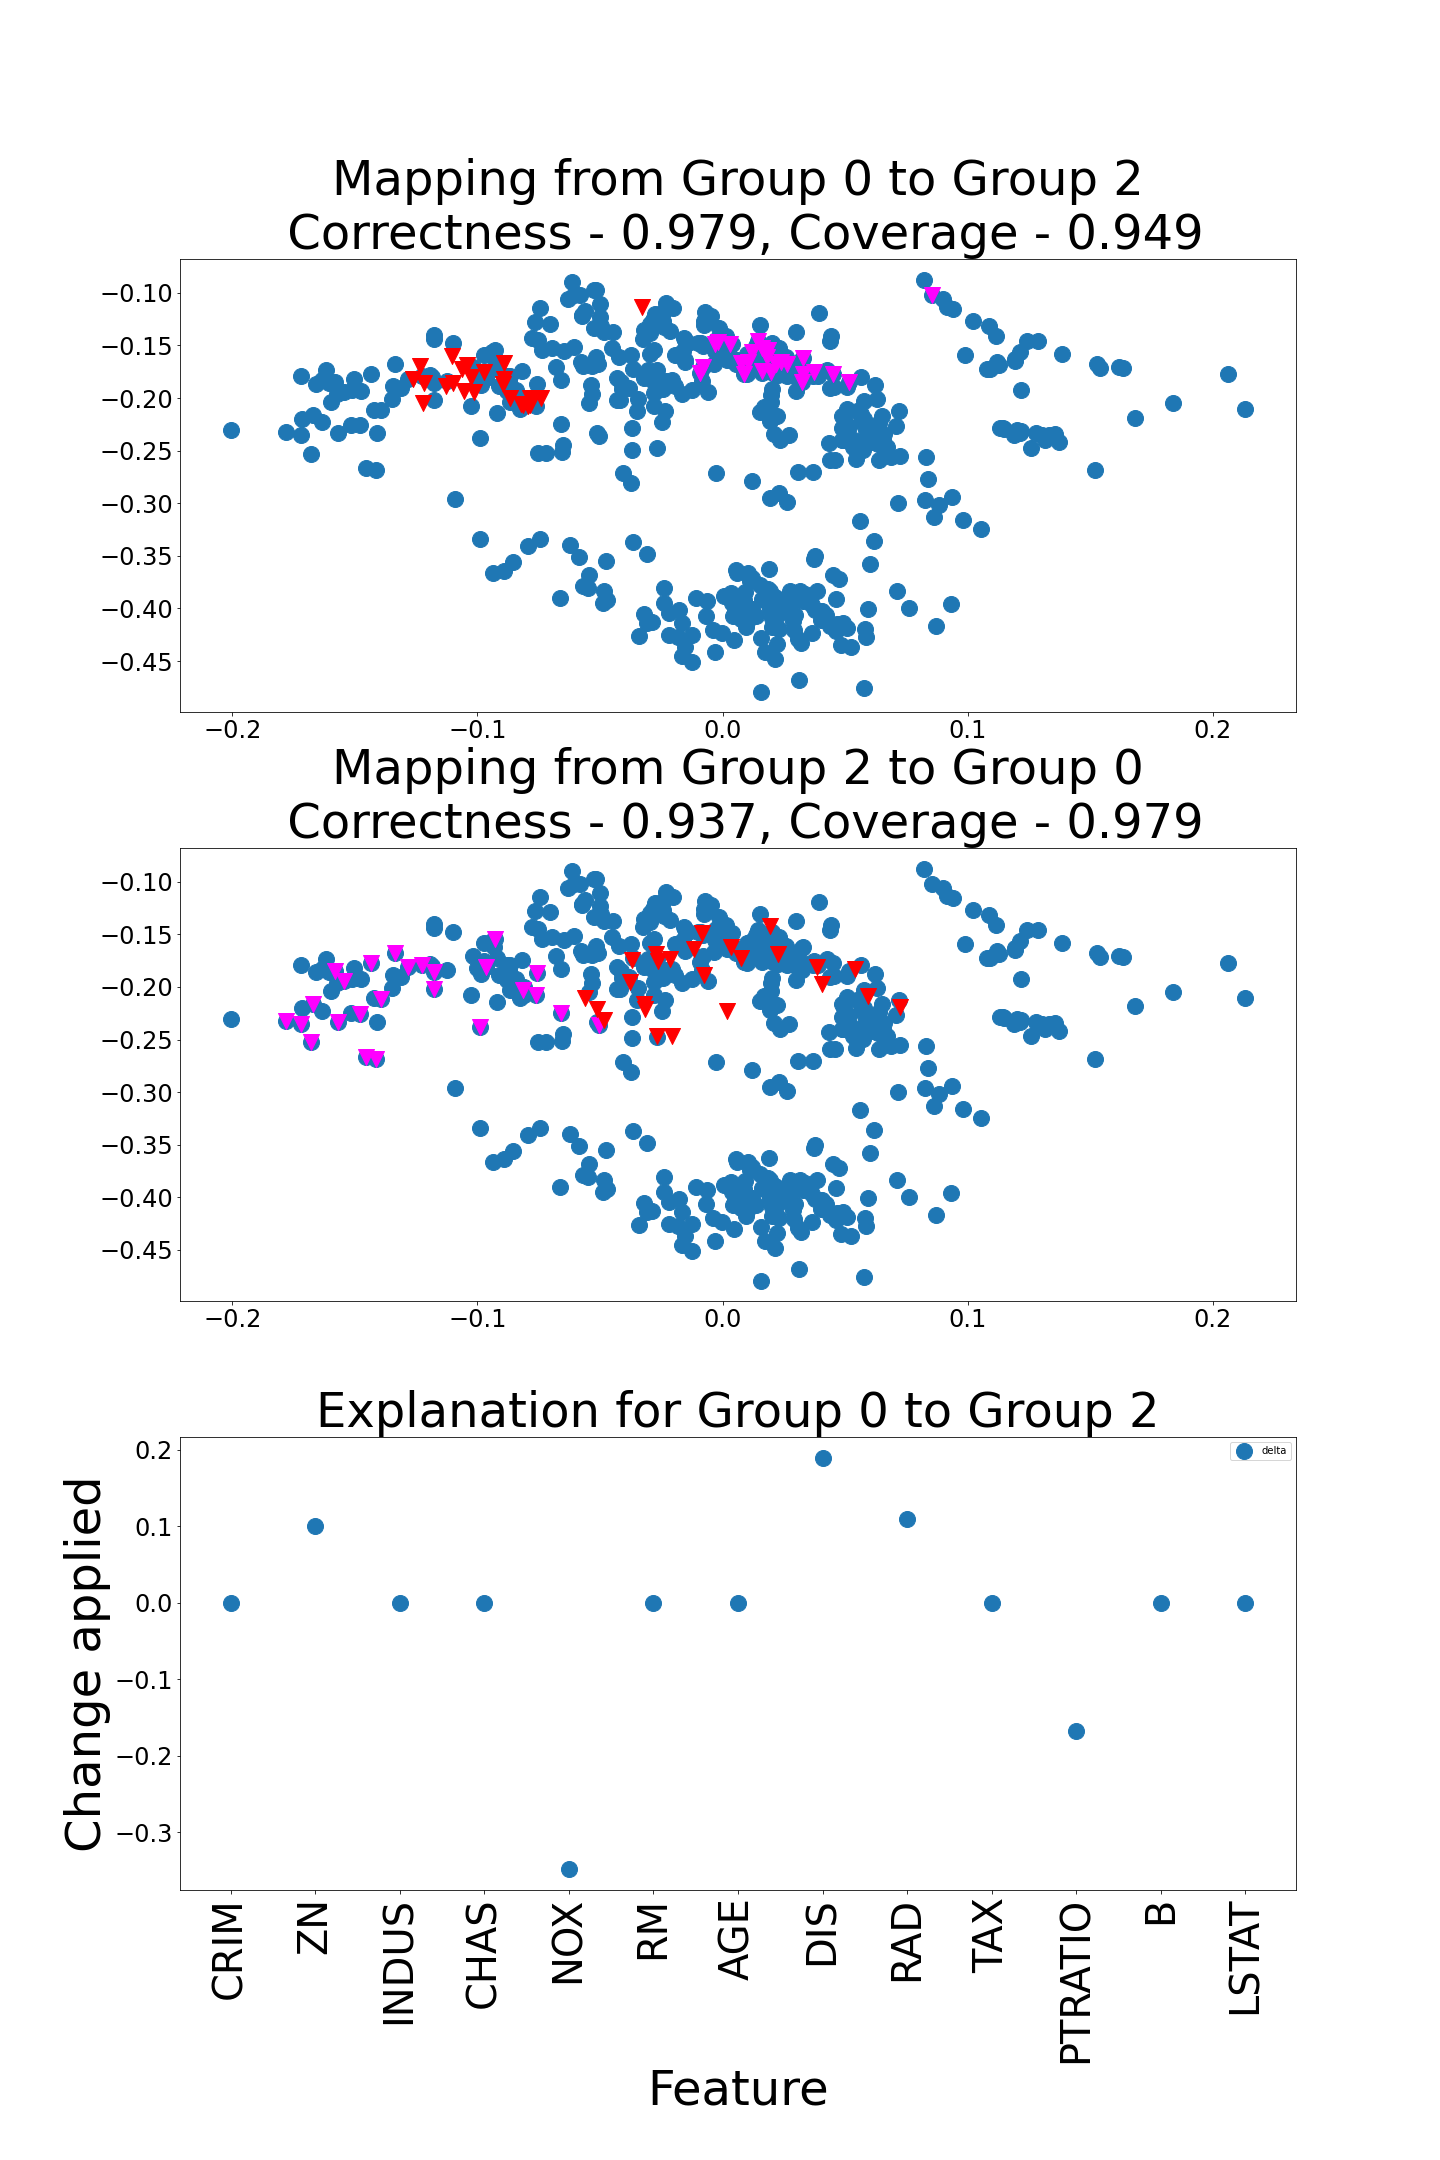 Mapping from Group 0 to Group 2
Correctness - 0.979, Coverage - 0.949
−0.10
−0.15
−0.20
−0.25
−0.30
−0.35
−0.40
−0.45
−0.2 −0.1 0.0 0.1 0.2
Mapping from Group 2 to Group 0
Correctness - 0.937, Coverage - 0.979
−0.10
−0.15
−0.20
−0.25
−0.30
−0.35
−0.40
−0.45
−0.2 −0.1 0.0 0.1 0.2
Explanation for Group 0 to Group 2
delta
Change applied
0.2
0.1
0.0
−0.1
−0.2
−0.3
CRIM
ZN
INDUS
CHAS
NOX
RM
AGE
DIS
RAD
TAX
PTRATIO
B
LSTAT
Feature